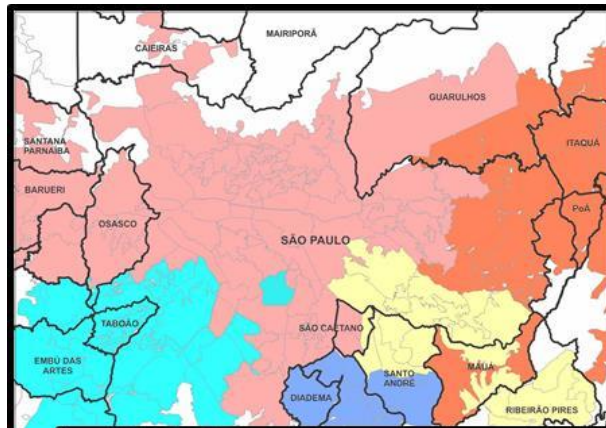 MAIRIPORÃ
CAIEIRAS
GUARULHOS
ITAQUÁ
SANTANA
PARNAÍBA
BARUERI
OSASCO
POÁ
SÃO PAULO
TABOÃO
SÃO CAETANO
EMBÚ DAS
ARTES
SANTO
ANDRÉ
MAUÁ
DIADEMA
RIBEIRÃO PIRES